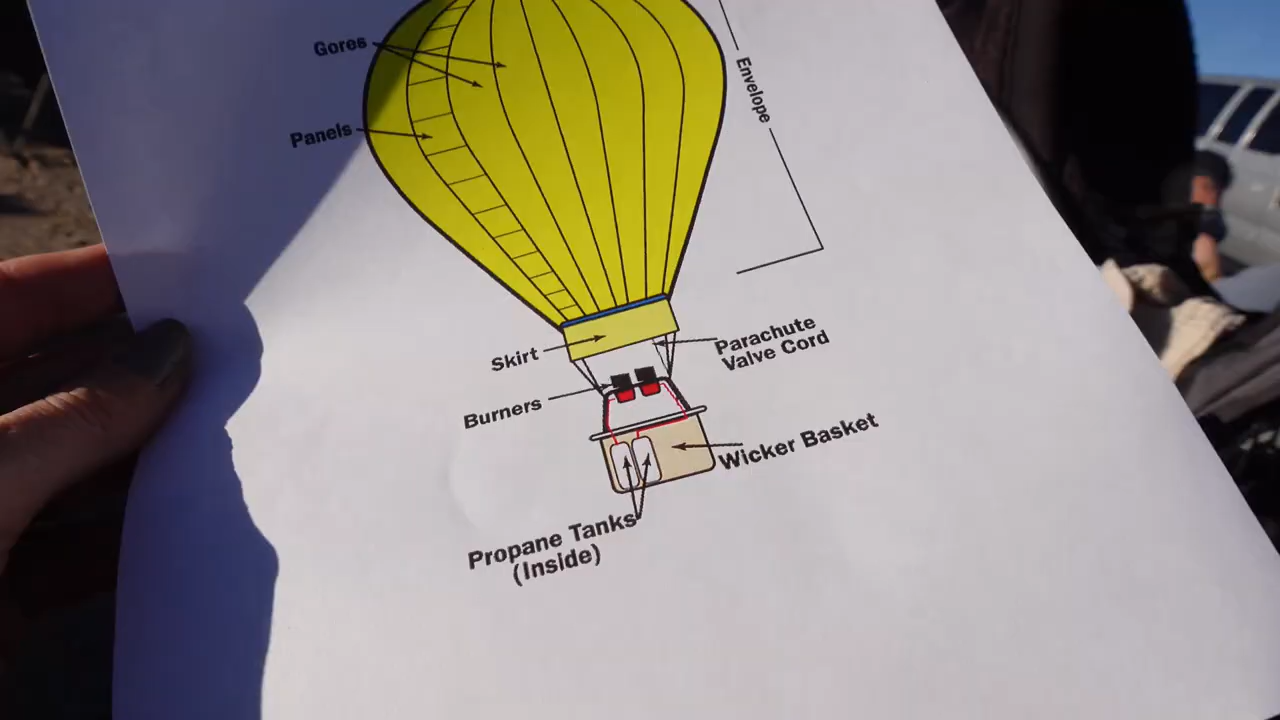 Gores
Envelope
Panels
Skirt
Parachute
Valve Cord
Burners
Wicker Basket
Propane Tanks
(Inside)